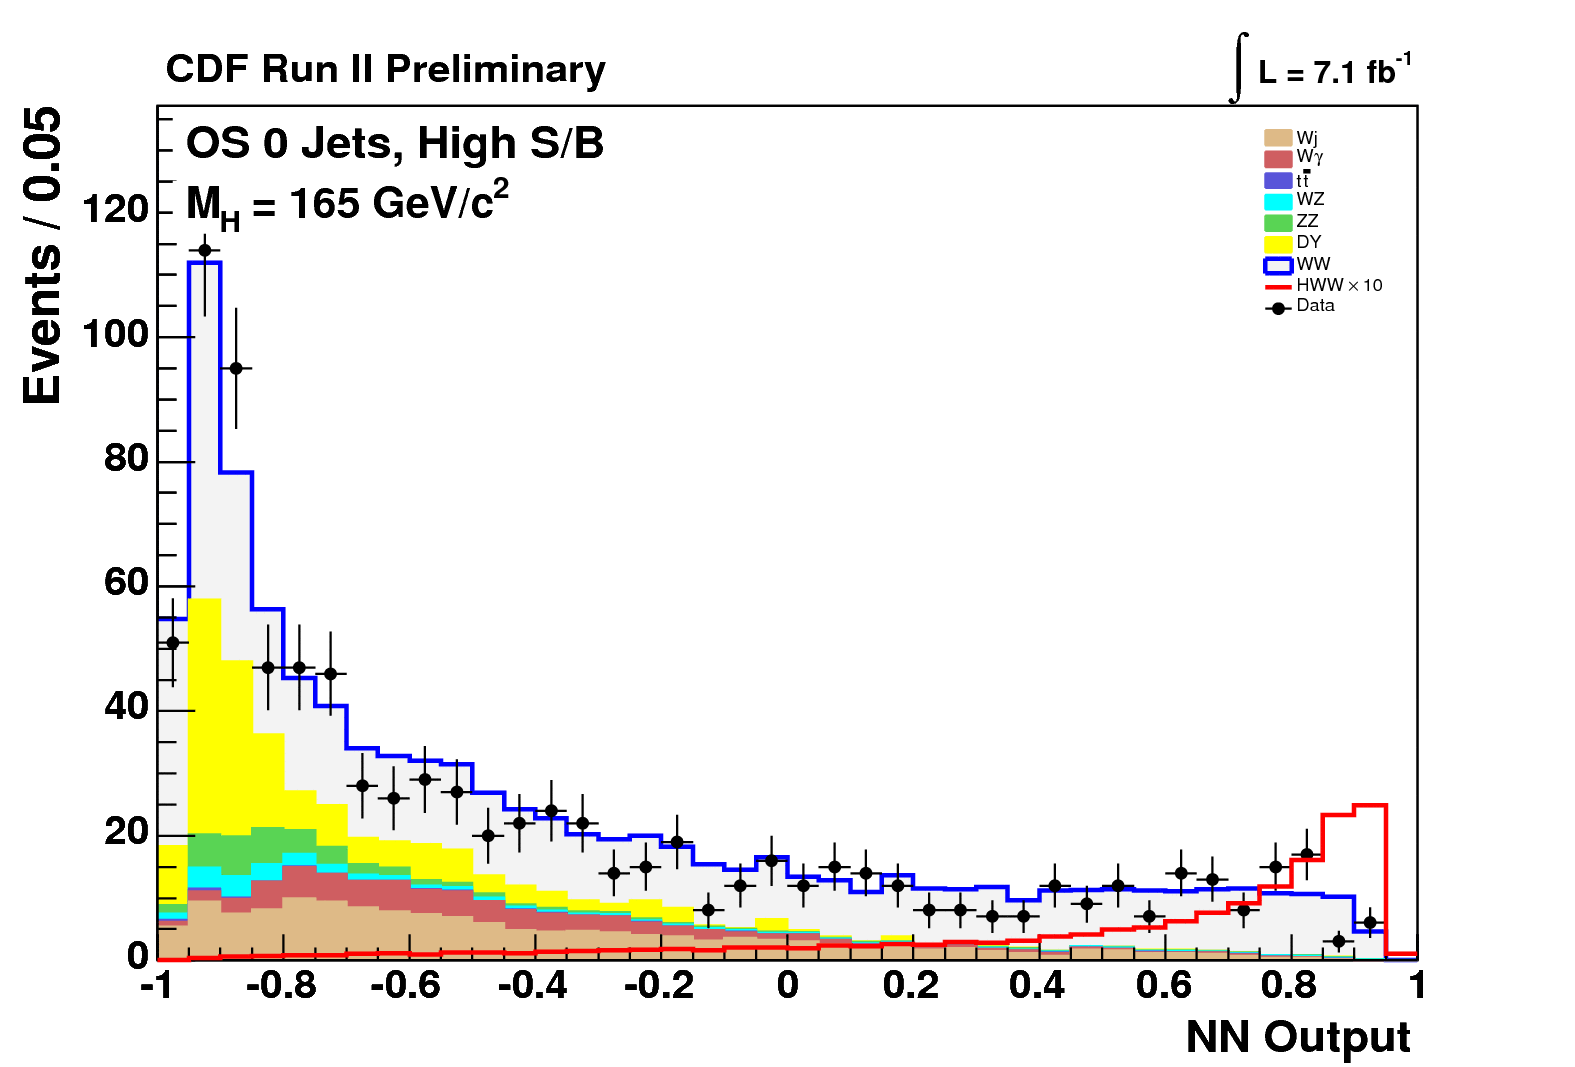 CDF Run II Preliminary
∫ L = 7.1 fb⁻¹
OS 0 Jets, High S/B
M_H = 165 GeV/c²
Events / 0.05
120
100
80
60
40
20
0
Wj
Wγ
tt̄
WZ
ZZ
DY
WW
HWW × 10
Data
-1 -0.8 -0.6 -0.4 -0.2 0 0.2 0.4 0.6 0.8 1
NN Output